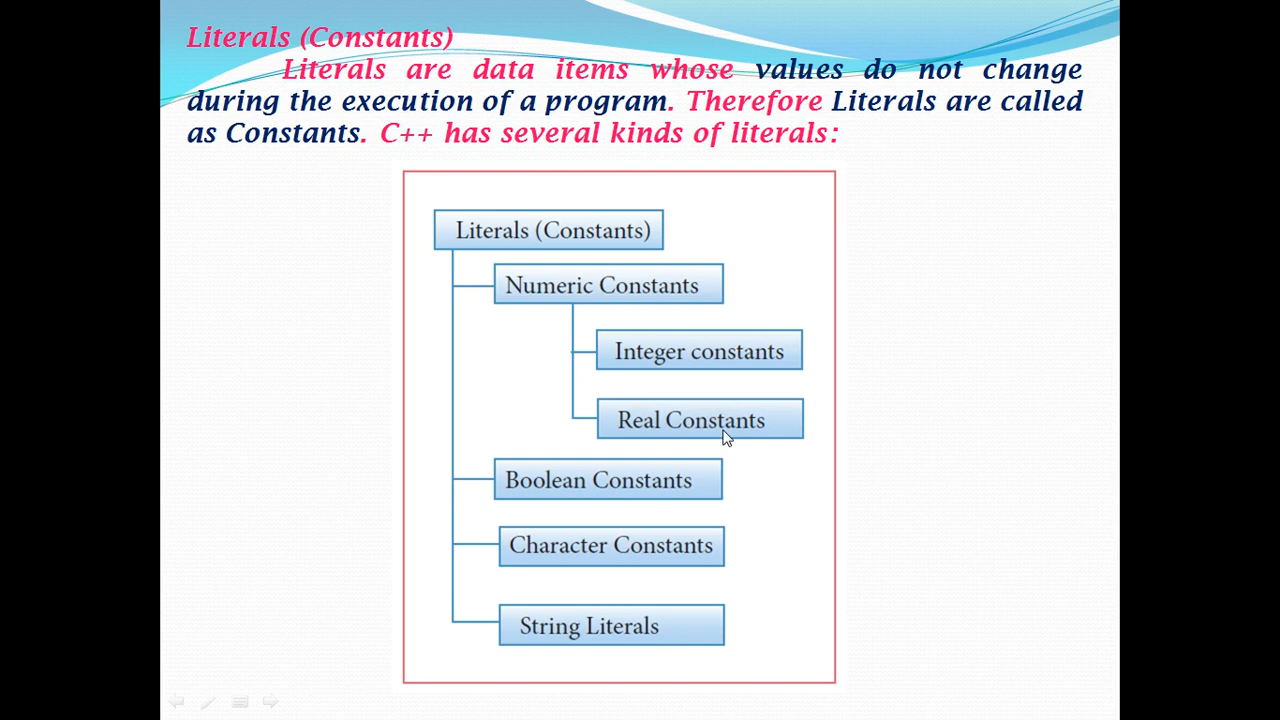 Literals (Constants)
Literals are data items whose values do not change
during the execution of a program. Therefore Literals are called
as Constants. C++ has several kinds of literals:
Literals (Constants)
Numeric Constants
Integer constants
Real Constants
Boolean Constants
Character Constants
String Literals